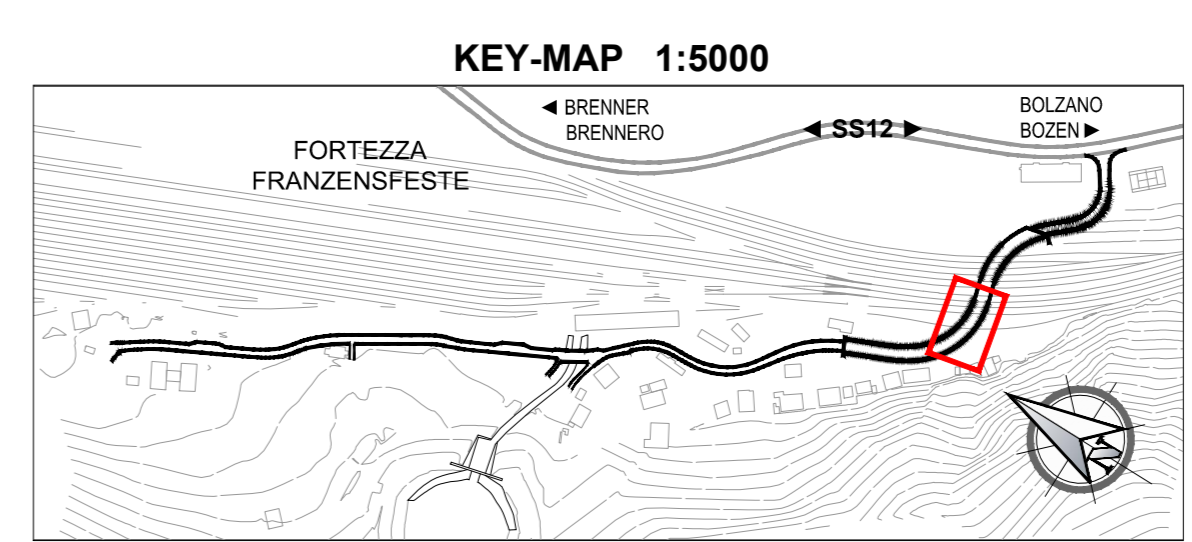 KEY-MAP 1:5000
◄ BRENNER
BRENNERO
◄ SS12 ►
BOLZANO
BOZEN ►
FORTEZZA
FRANZENSFESTE
N